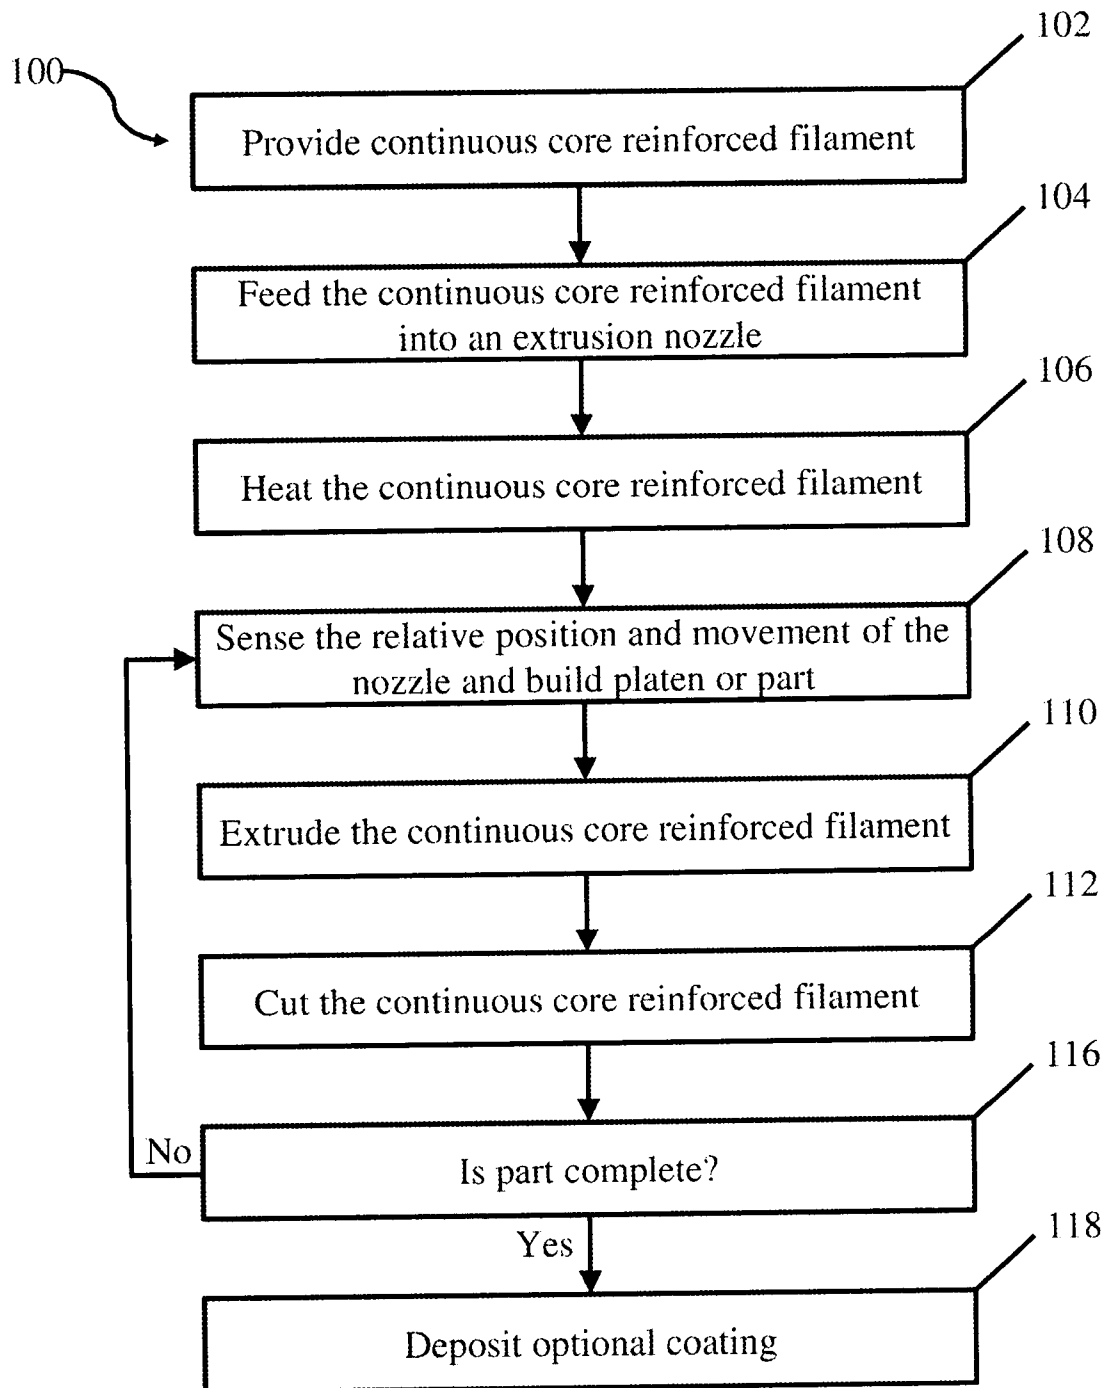 102
100
Provide continuous core reinforced filament
104
Feed the continuous core reinforced filament
into an extrusion nozzle
106
Heat the continuous core reinforced filament
108
Sense the relative position and movement of the
nozzle and build platen or part
110
Extrude the continuous core reinforced filament
112
Cut the continuous core reinforced filament
116
No
Is part complete?
Yes
118
Deposit optional coating